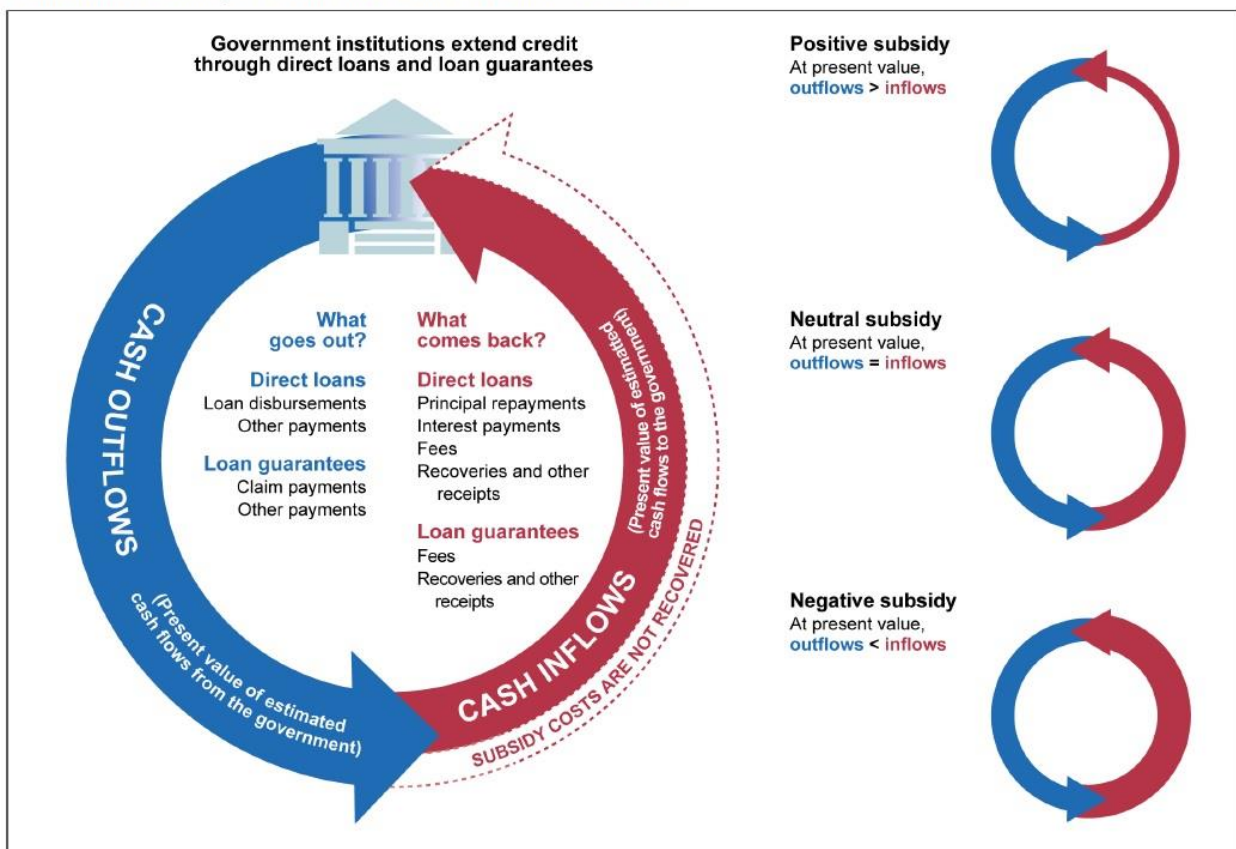 Government institutions extend credit
through direct loans and loan guarantees
CASH OUTFLOWS
(Present value of estimated
cash flows from the government)
What
goes out?
Direct loans
Loan disbursements
Other payments
Loan guarantees
Claim payments
Other payments
What
comes back?
Direct loans
Principal repayments
Interest payments
Fees
Recoveries and other
receipts
Loan guarantees
Fees
Recoveries and other
receipts
CASH INFLOWS
(Present value of estimatted
cash flows to the government)
SUBSIDY COSTS ARE NOT RECOVERED
Positive subsidy
At present value,
outflows > inflows
Neutral subsidy
At present value,
outflows = inflows
Negative subsidy
At present value,
outflows < inflows